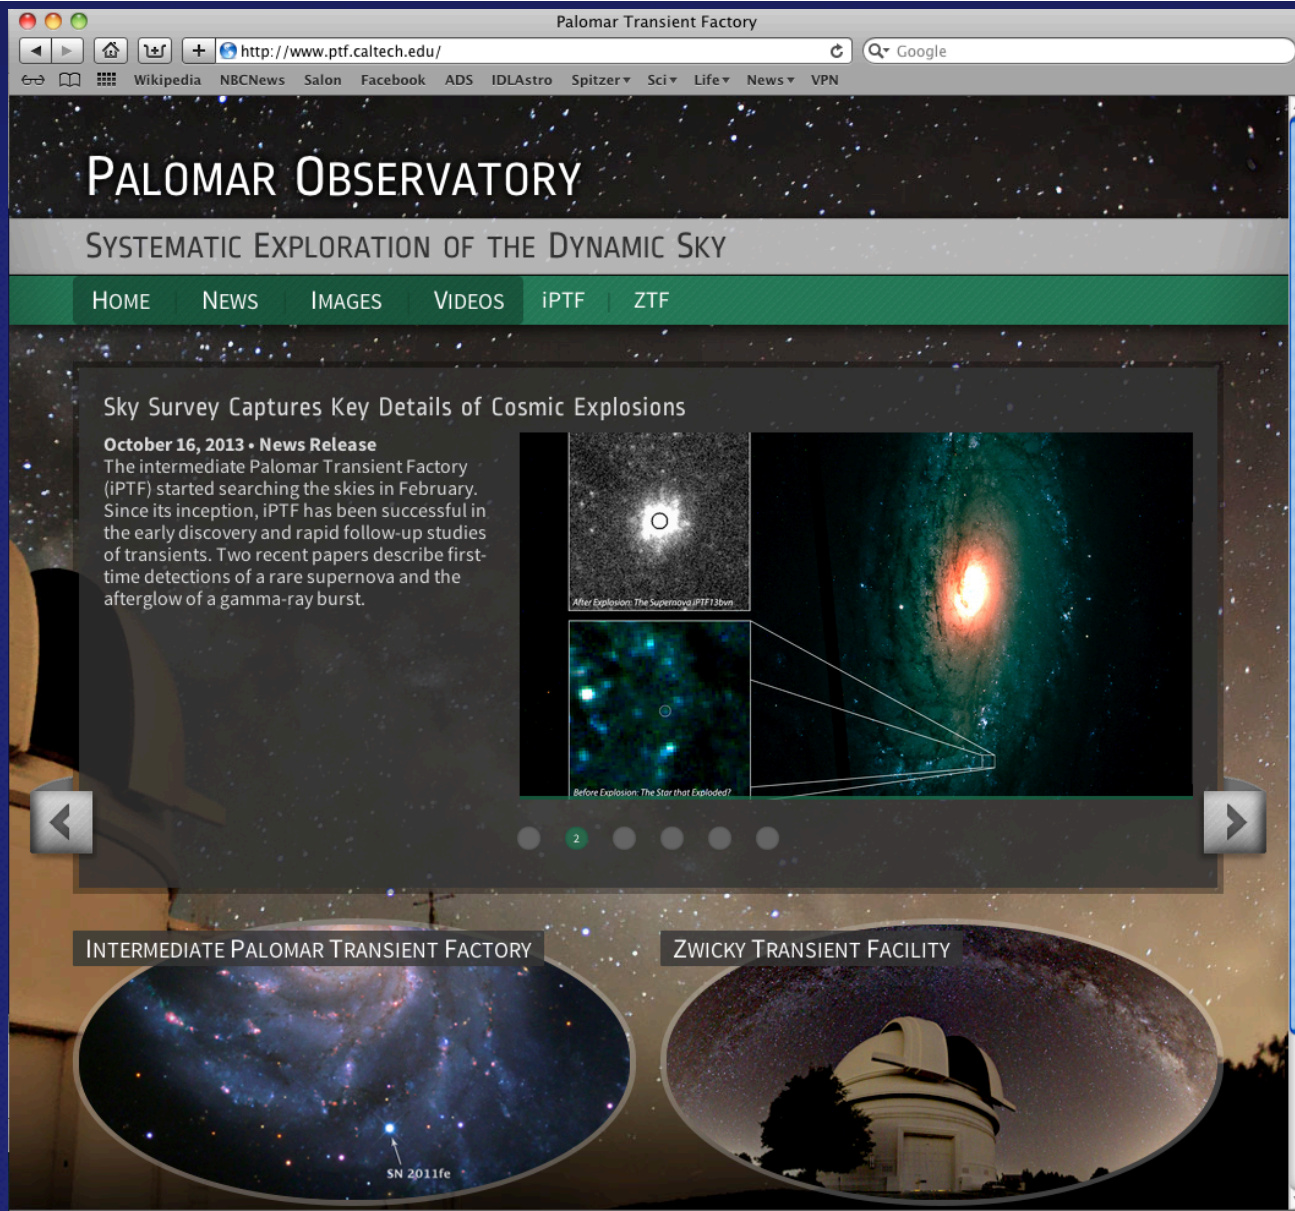 Palomar Transient Factory
http://www.ptf.caltech.edu/
Google
Wikipedia NBCNews Salon Facebook ADS IDLAstro Spitzer Sci Life News VPN
PALOMAR OBSERVATORY
SYSTEMATIC EXPLORATION OF THE DYNAMIC SKY
HOME NEWS IMAGES VIDEOS iPTF ZTF
Sky Survey Captures Key Details of Cosmic Explosions
October 16, 2013 • News Release
The intermediate Palomar Transient Factory
(iPTF) started searching the skies in February.
Since its inception, iPTF has been successful in
the early discovery and rapid follow-up studies
of transients. Two recent papers describe first-
time detections of a rare supernova and the
afterglow of a gamma-ray burst.
After Explosion: The Supernova iPTF13bvn
Before Explosion: The Star that Exploded?
2
INTERMEDIATE PALOMAR TRANSIENT FACTORY
ZWICKY TRANSIENT FACILITY
SN 2011fe